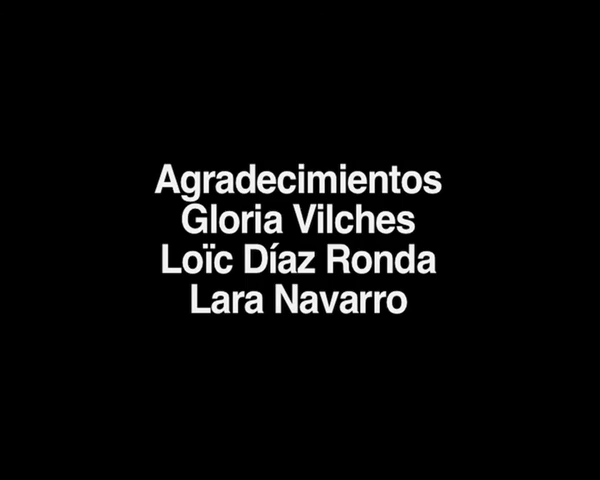 Agradecimientos
Gloria Vilches
Loïc Díaz Ronda
Lara Navarro